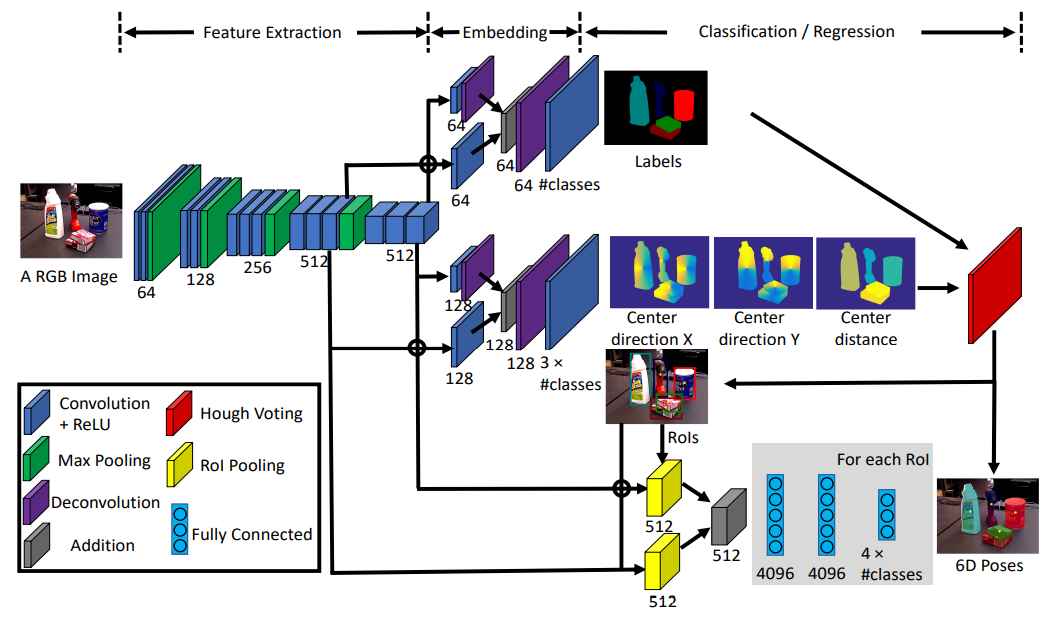 Feature Extraction
Embedding
Classification / Regression
A RGB Image
64
128
256
512
512
64
64
64
64
#classes
Labels
128
128
128
128
3 ×
#classes
Center
direction X
Center
direction Y
Center
distance
RoIs
512
512
512
For each RoI
4096
4096
4 ×
#classes
6D Poses
Convolution
+ ReLU
Max Pooling
Deconvolution
Addition
Hough Voting
RoI Pooling
Fully Connected